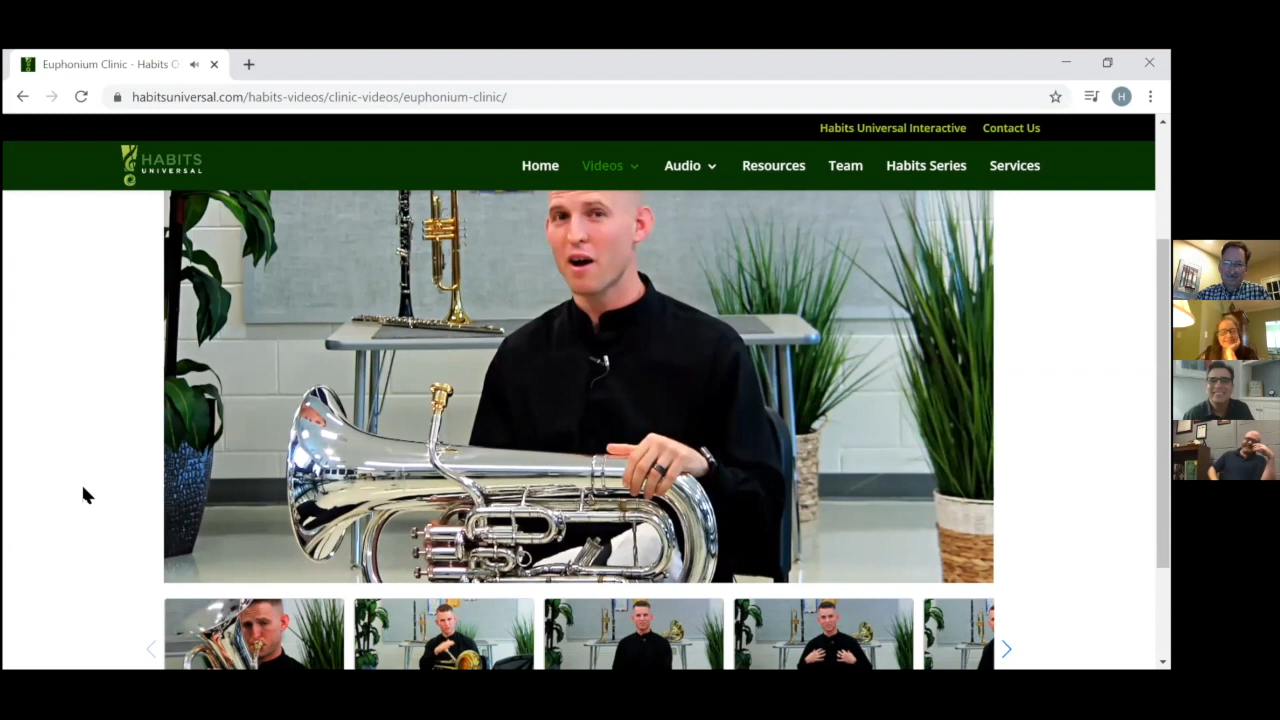 Euphonium Clinic - Habits
habitsuniversal.com/habits-videos/clinic-videos/euphonium-clinic/
H
Habits Universal Interactive
Contact Us
HABITS
UNIVERSAL
Home
Videos
Audio
Resources
Team
Habits Series
Services